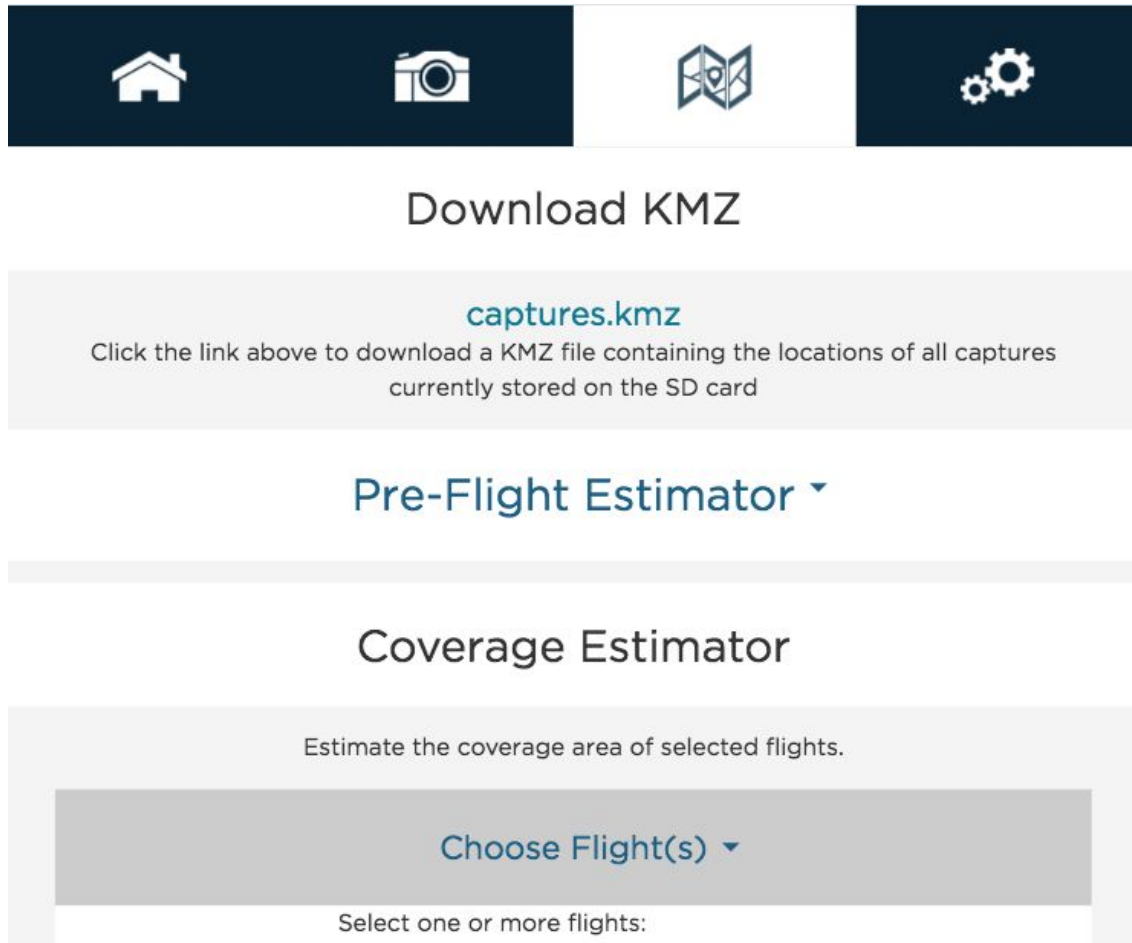 Download KMZ
captures.kmz
Click the link above to download a KMZ file containing the locations of all captures
currently stored on the SD card
Pre-Flight Estimator
Coverage Estimator
Estimate the coverage area of selected flights.
Choose Flight(s)
Select one or more flights: